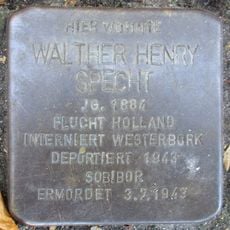 HIER WOHNTE
WALTHER HENRY
SPECHT
JG. 1884
FLUCHT HOLLAND
INTERNIERT WESTERBORK
DEPORTIERT 1943
SOBIBOR
ERMORDET 3.7.1943